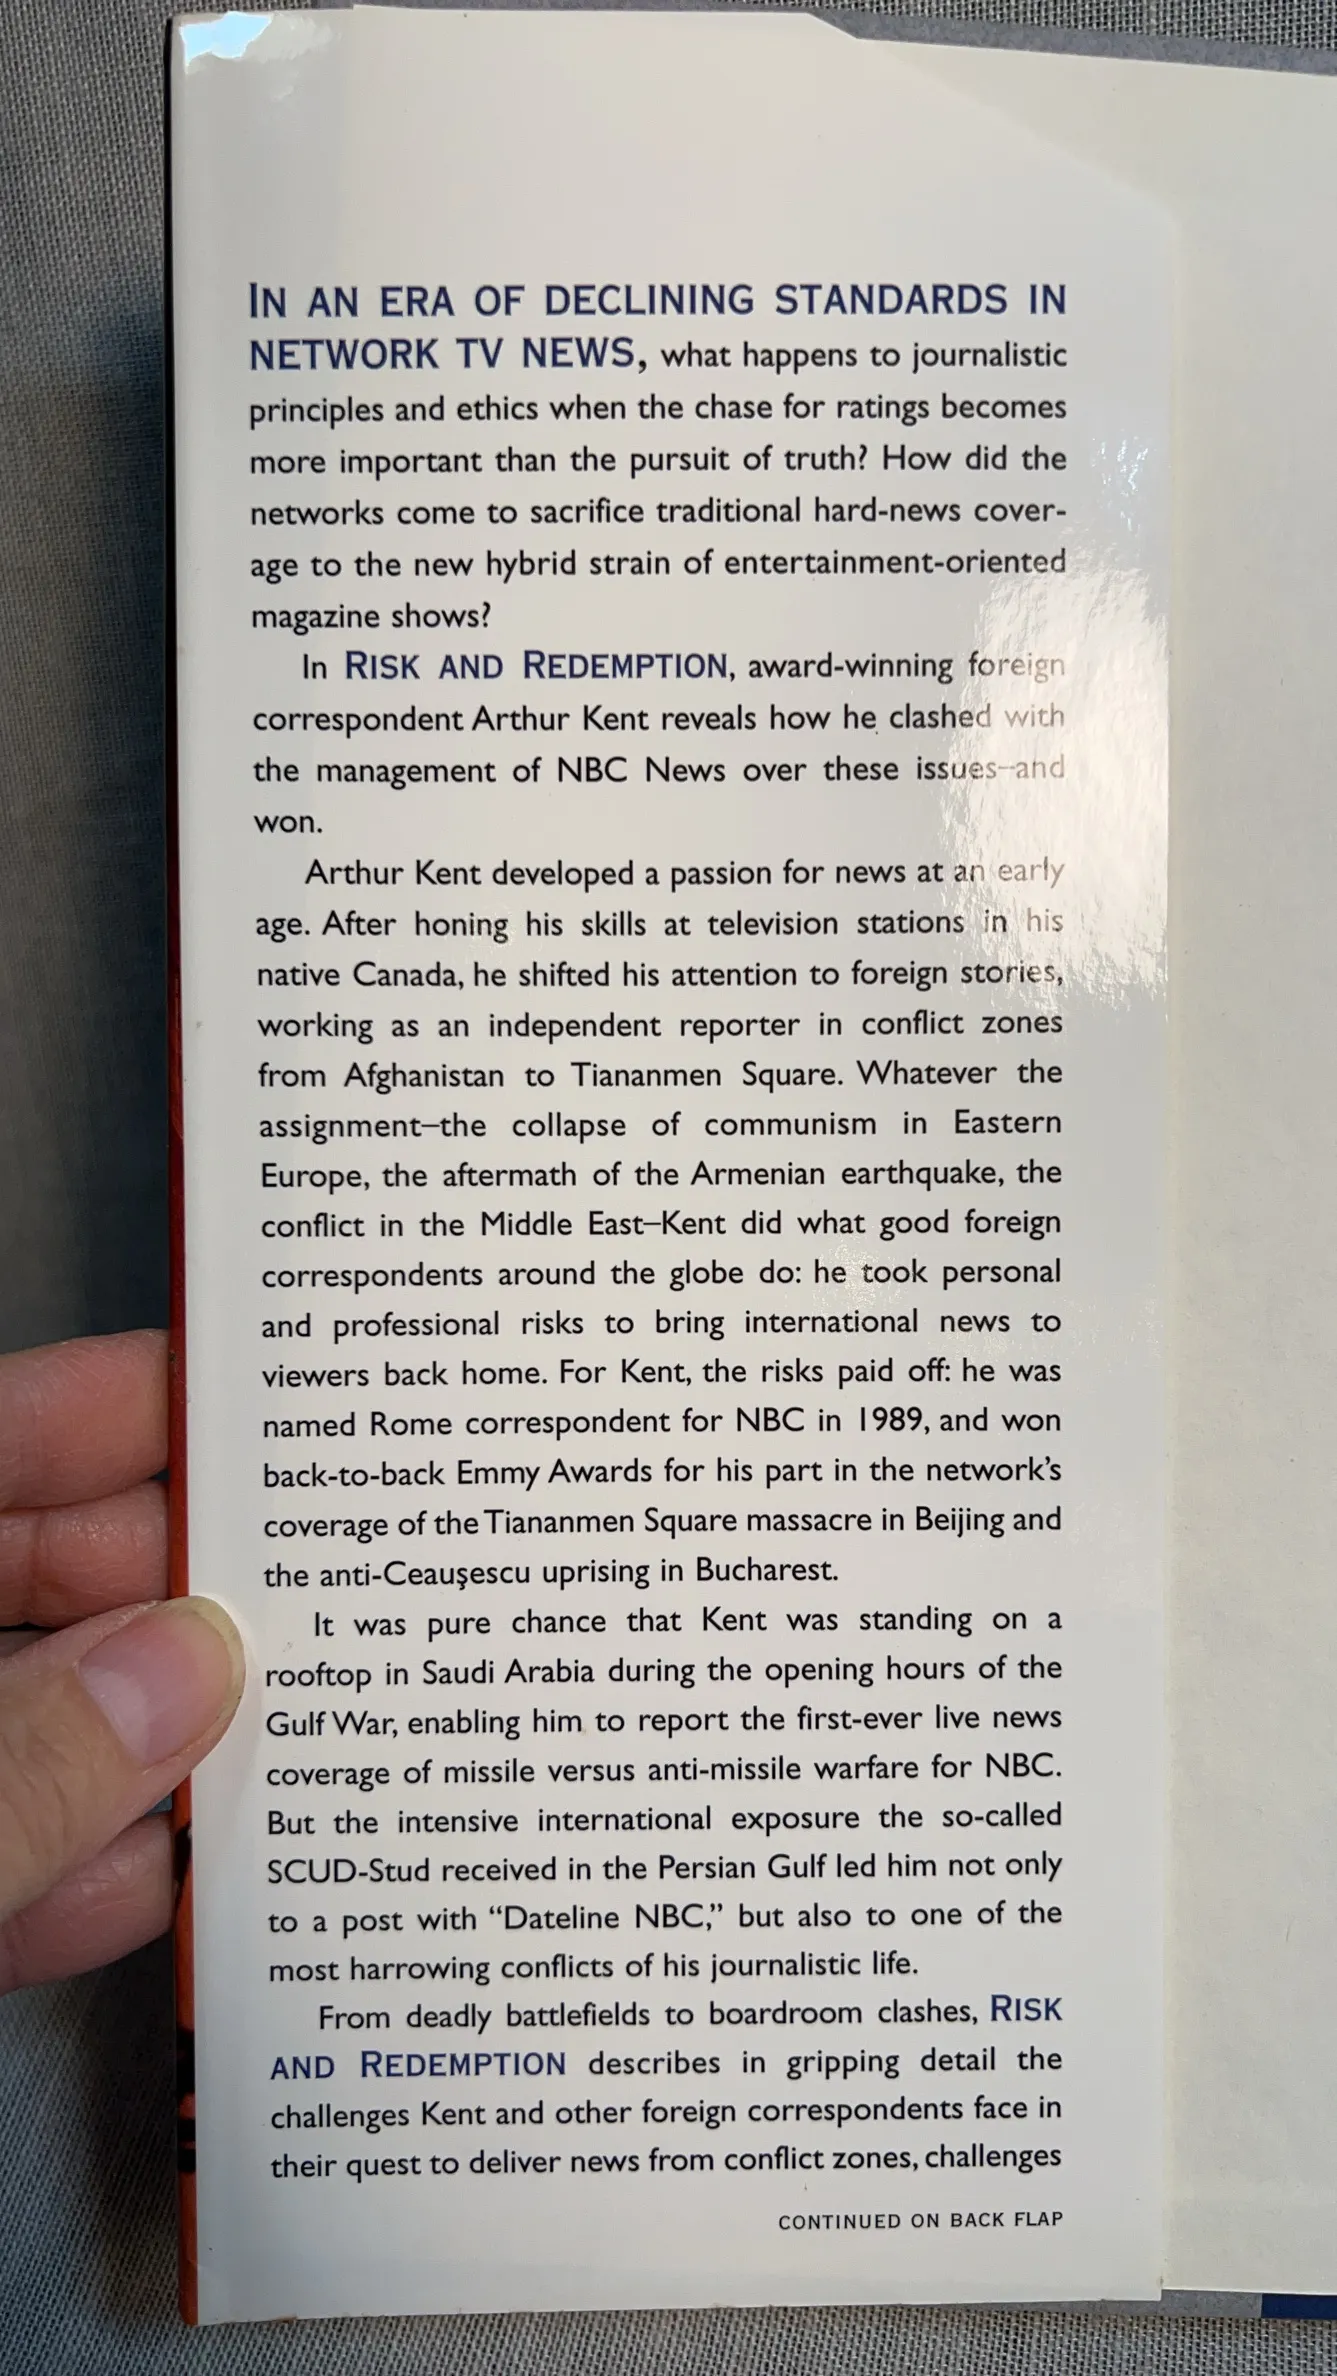 IN AN ERA OF DECLINING STANDARDS IN
NETWORK TV NEWS, what happens to journalistic
principles and ethics when the chase for ratings becomes
more important than the pursuit of truth? How did the
networks come to sacrifice traditional hard-news cover-
age to the new hybrid strain of entertainment-oriented
magazine shows?
In RISK AND REDEMPTION, award-winning foreign
correspondent Arthur Kent reveals how he clashed with
the management of NBC News over these issues–and
won.
Arthur Kent developed a passion for news at an early
age. After honing his skills at television stations in his
native Canada, he shifted his attention to foreign stories,
working as an independent reporter in conflict zones
from Afghanistan to Tiananmen Square. Whatever the
assignment–the collapse of communism in Eastern
Europe, the aftermath of the Armenian earthquake, the
conflict in the Middle East–Kent did what good foreign
correspondents around the globe do: he took personal
and professional risks to bring international news to
viewers back home. For Kent, the risks paid off: he was
named Rome correspondent for NBC in 1989, and won
back-to-back Emmy Awards for his part in the network's
coverage of the Tiananmen Square massacre in Beijing and
the anti-Ceauşescu uprising in Bucharest.
It was pure chance that Kent was standing on a
rooftop in Saudi Arabia during the opening hours of the
Gulf War, enabling him to report the first-ever live news
coverage of missile versus anti-missile warfare for NBC.
But the intensive international exposure the so-called
SCUD-Stud received in the Persian Gulf led him not only
to a post with “Dateline NBC,” but also to one of the
most harrowing conflicts of his journalistic life.
From deadly battlefields to boardroom clashes, RISK
AND REDEMPTION describes in gripping detail the
challenges Kent and other foreign correspondents face in
their quest to deliver news from conflict zones, challenges
CONTINUED ON BACK FLAP